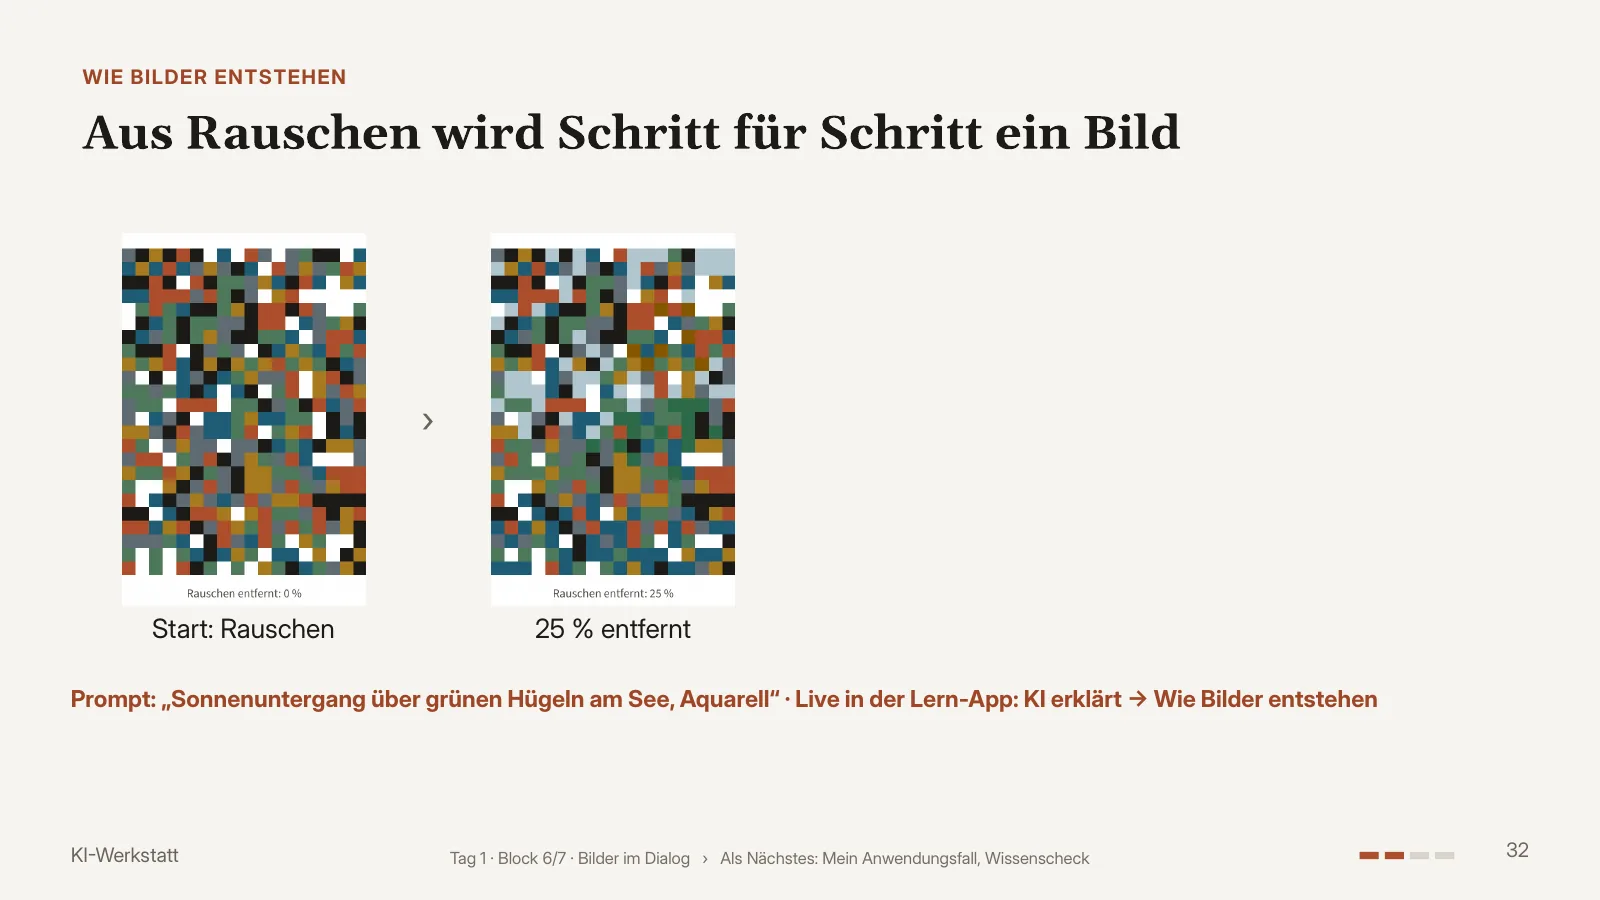 WIE BILDER ENTSTEHEN
Aus Rauschen wird Schritt für Schritt ein Bild
›
Rauschen entfernt: 0 %
Rauschen entfernt: 25 %
Start: Rauschen
25 % entfernt
Prompt: „Sonnenuntergang über grünen Hügeln am See, Aquarell“ · Live in der Lern-App: KI erklärt → Wie Bilder entstehen
KI-Werkstatt
Tag 1 · Block 6/7 · Bilder im Dialog › Als Nächstes: Mein Anwendungsfall, Wissenscheck
32